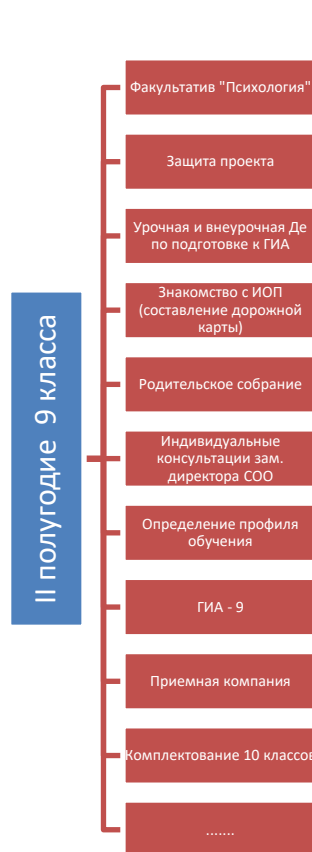 II полугодие 9 класса
Факультатив "Психология"
Защита проекта
Урочная и внеурочная Де
по подготовке к ГИА
Знакомство с ИОП
(составление дорожной
карты)
Родительское собрание
Индивидуальные
консультации зам.
директора СОО
Определение профиля
обучения
ГИА - 9
Приемная компания
Комплектование 10 классов
.......